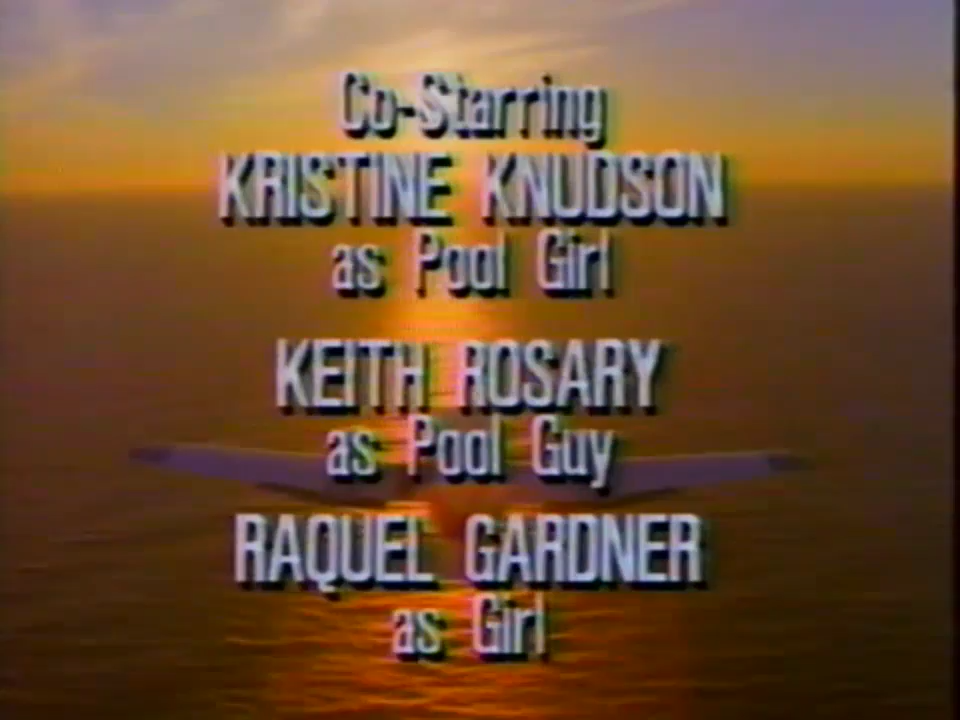 Co-Starring
KRISTINE KNUDSON
as Pool Girl
KEITH ROSARY
as Pool Guy
RAQUEL GARDNER
as Girl